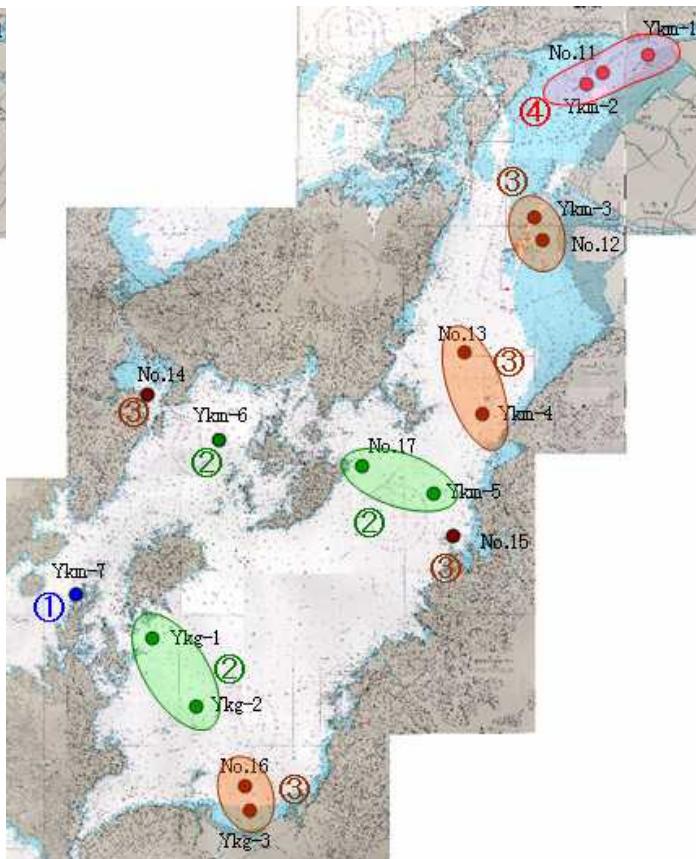 Ykm-1
No.11
Ykm-2
④
③
Ykm-3
No.12
No.13
③
Ykm-4
No.14
③
Ykm-6
②
No.17
Ykm-5
②
No.15
③
Ykm-7
①
Ykg-1
②
Ykg-2
No.16
③
Ykg-3